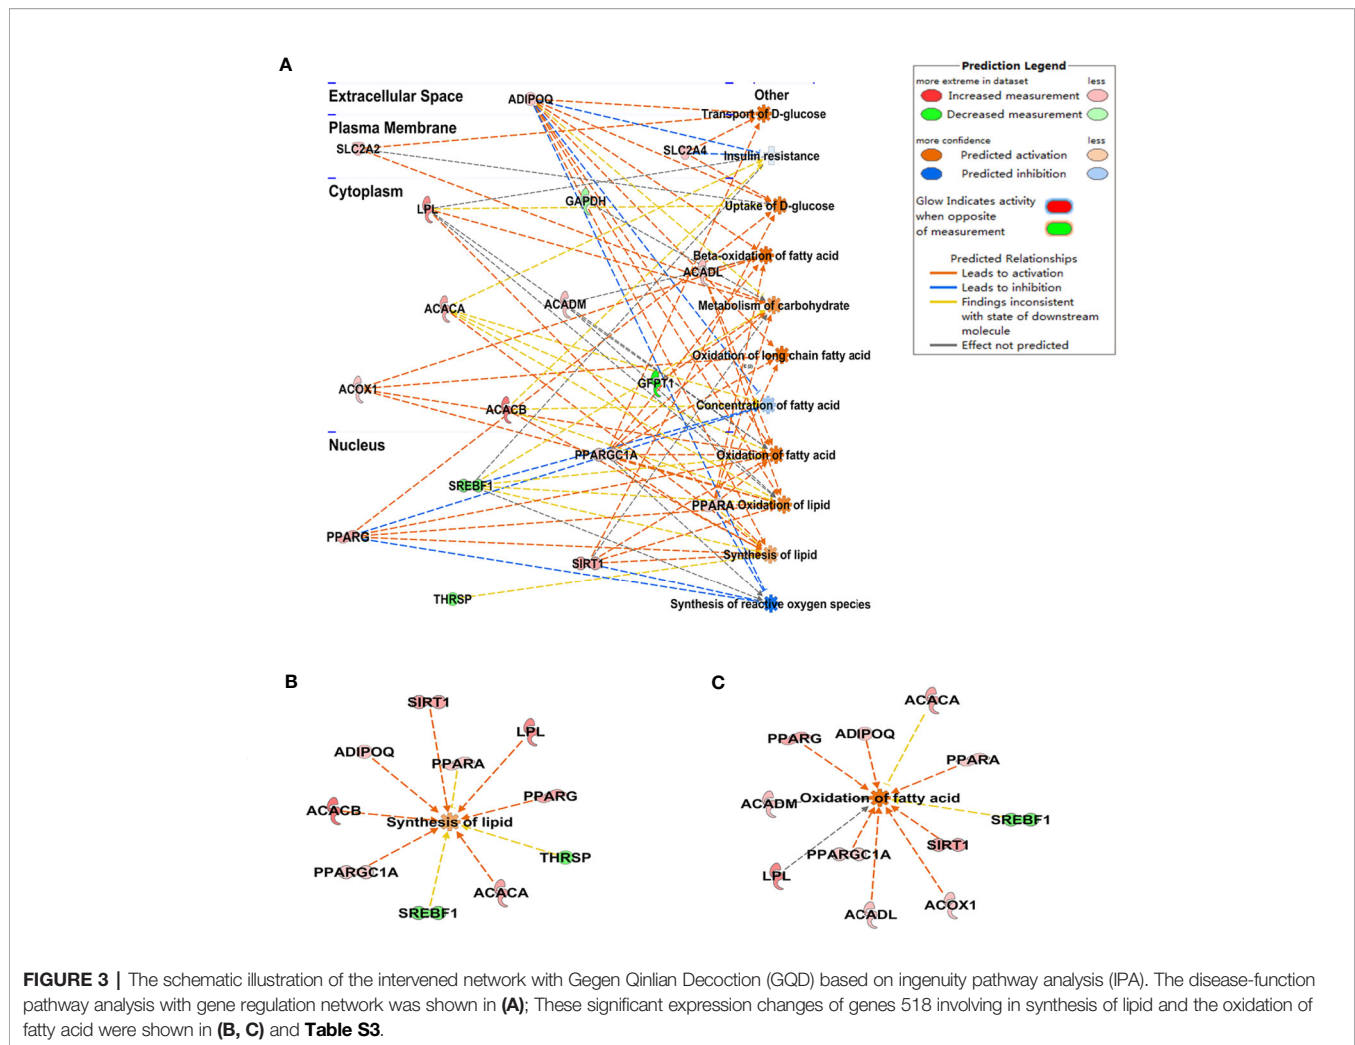 A
Extracellular Space
ADIPOQ
Other
Transport of D-glucose
Plasma Membrane
SLC2A2
SLC2A4
Insulin resistance
Cytoplasm
LPL
GAPDH
Uptake of D-glucose
Beta-oxidation of fatty acid
ACADL
ACACA
ACADM
Metabolism of carbohydrate
Oxidation of long chain fatty acid
ACOX1
GFPT1
ACACB
Concentration of fatty acid
Nucleus
PPARGC1A
Oxidation of fatty acid
SREBF1
PPARA
Oxidation of lipid
PPARG
Synthesis of lipid
SIRT1
THRSP
Synthesis of reactive oxygen species
Prediction Legend
more extreme in dataset less
Increased measurement
Decreased measurement
more confidence less
Predicted activation
Predicted inhibition
Glow Indicates activity
when opposite
of measurement
Predicted Relationships
Leads to activation
Leads to inhibition
Findings inconsistent
with state of downstream
molecule
Effect not predicted
B
SIRT1
LPL
ADIPOQ
PPARA
ACACB
PPARG
Synthesis of lipid
THRSP
PPARGC1A
ACACA
SREBF1
C
ACACA
PPARG
ADIPOQ
PPARA
ACADM
Oxidation of fatty acid
SREBF1
SIRT1
PPARGC1A
LPL
ACADL
ACOX1
FIGURE 3 | The schematic illustration of the intervened network with Gegen Qinlian Decoction (GQD) based on ingenuity pathway analysis (IPA). The disease-function
pathway analysis with gene regulation network was shown in (A); These significant expression changes of genes 518 involving in synthesis of lipid and the oxidation of
fatty acid were shown in (B, C) and Table S3.